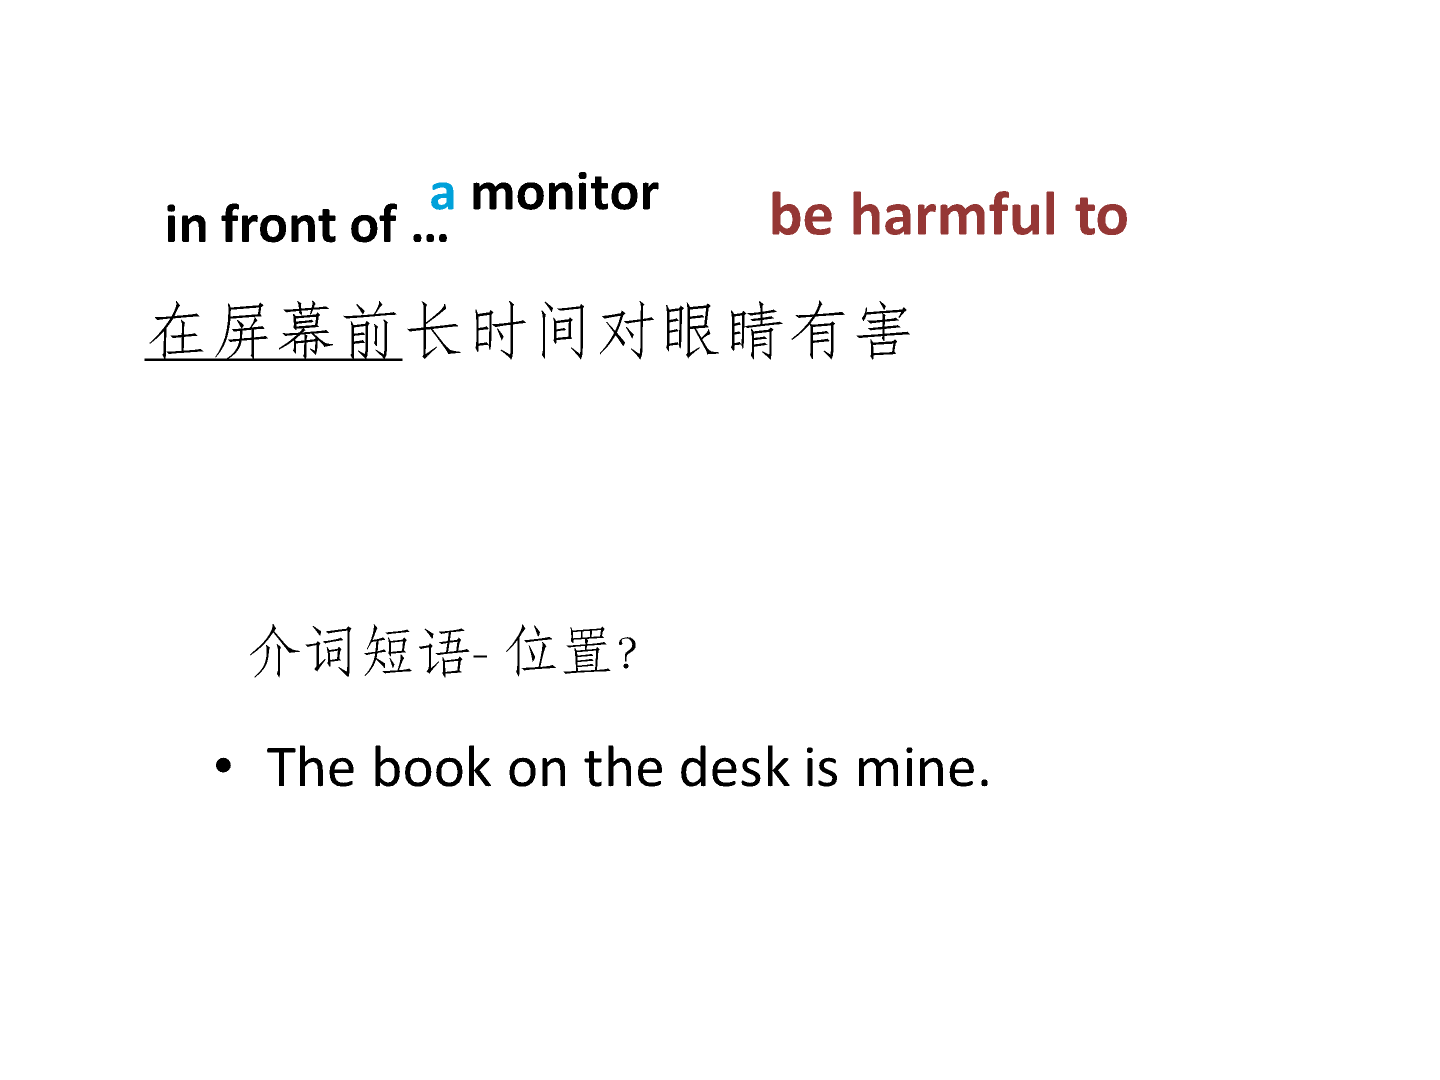 in front of … a monitor be harmful to
在屏幕前长时间对眼睛有害
介词短语- 位置?
• The book on the desk is mine.